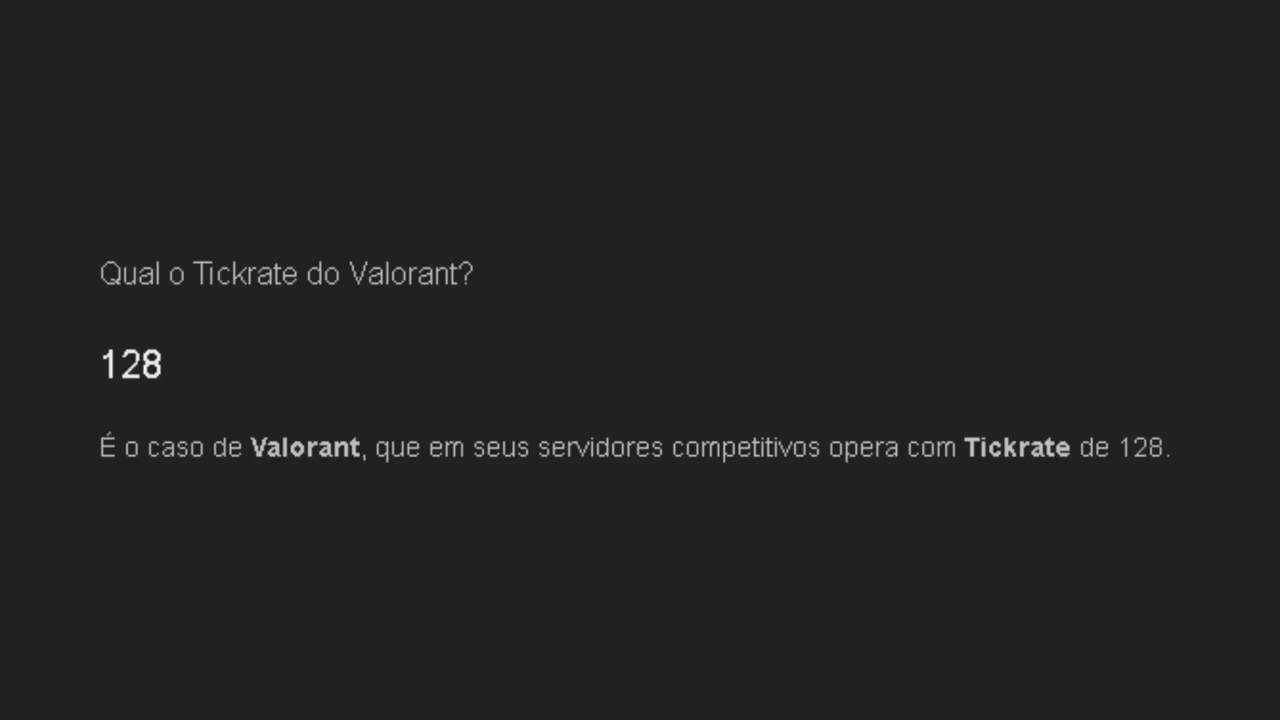 Qual o Tickrate do Valorant?
128
É o caso de Valorant, que em seus servidores competitivos opera com Tickrate de 128.